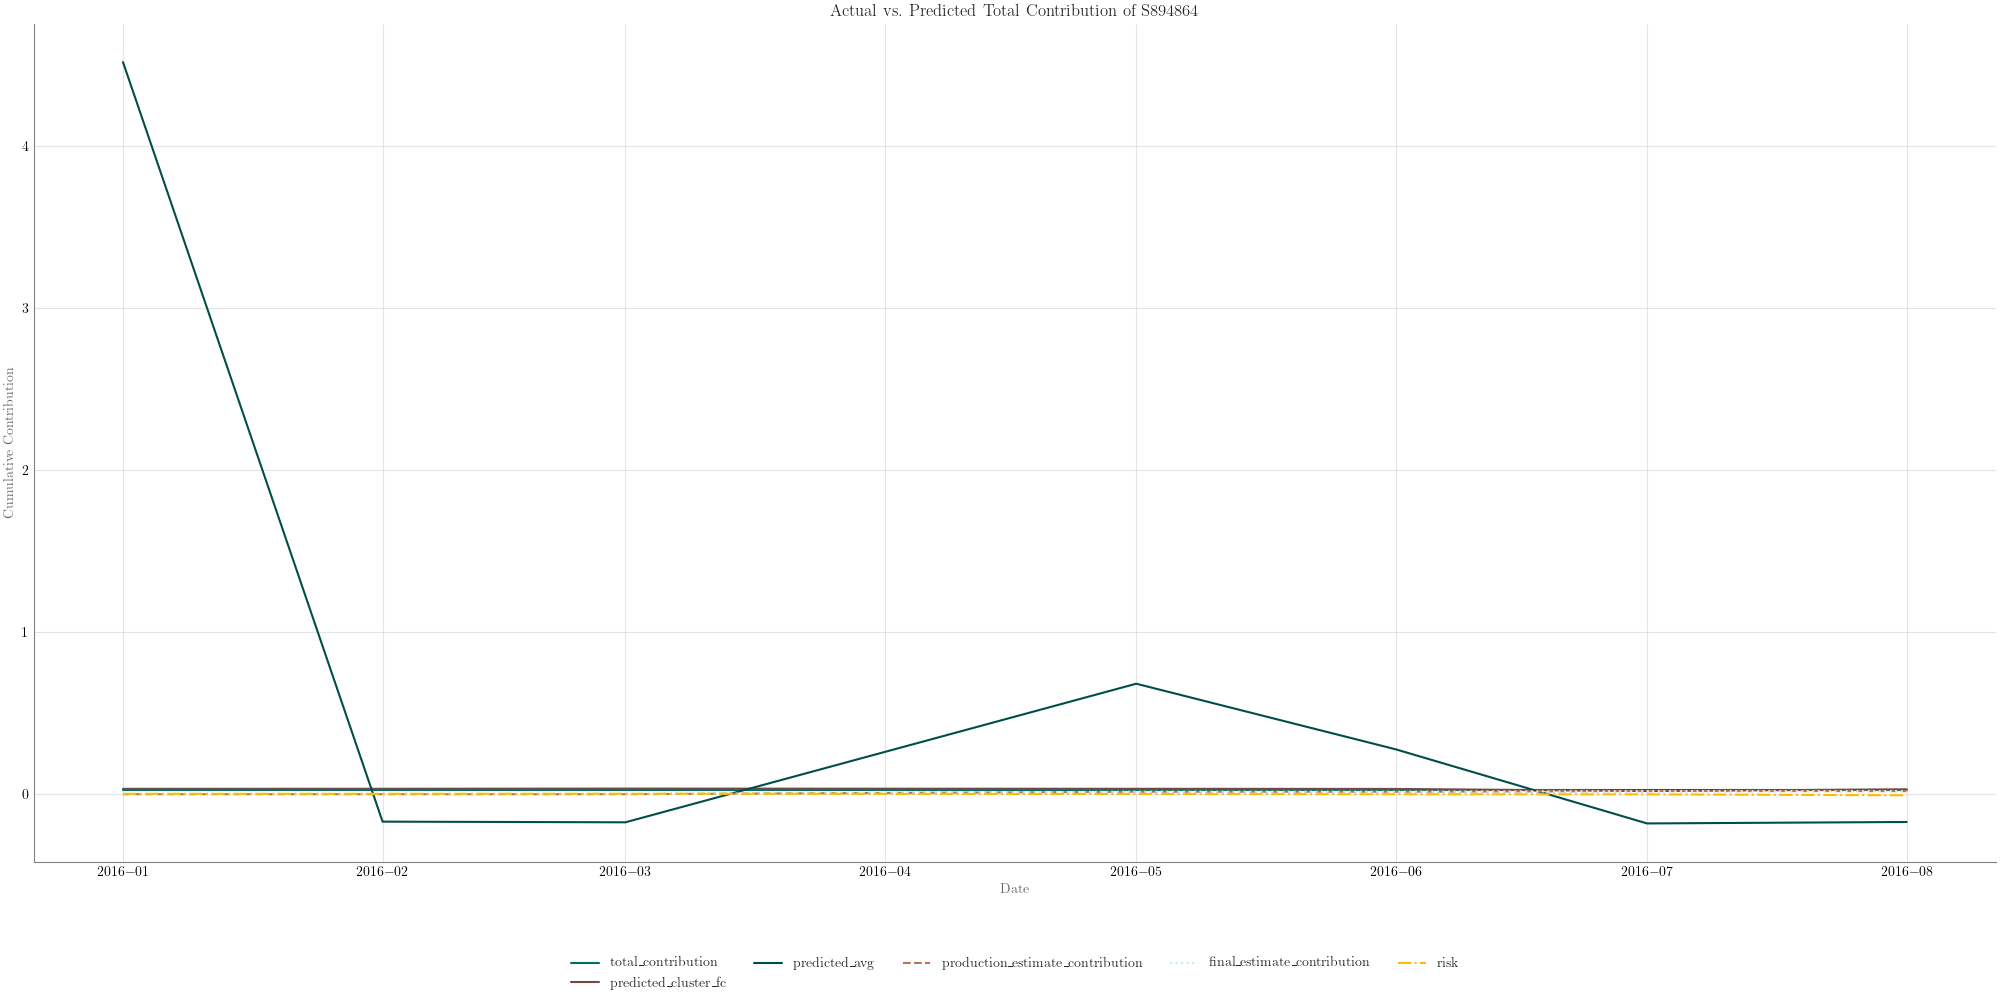 Actual vs. Predicted Total Contribution of S894864
4
3
2
1
0
Cumulative Contribution
2016−01 2016−02 2016−03 2016−04 2016−05 2016−06 2016−07 2016−08
Date
total_contribution predicted_avg production_estimate_contribution final_estimate_contribution risk
predicted_cluster_fc